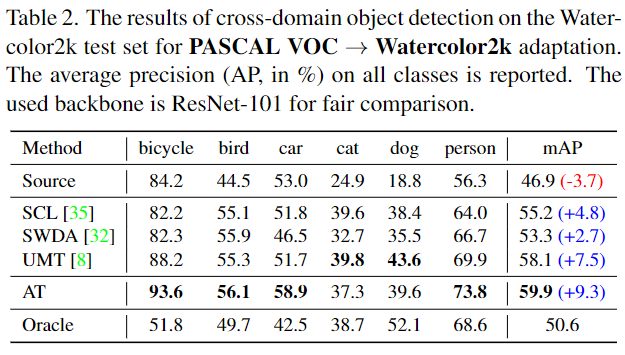 Table 2. The results of cross-domain object detection on the Water-
color2k test set for PASCAL VOC → Watercolor2k adaptation.
The average precision (AP, in %) on all classes is reported. The
used backbone is ResNet-101 for fair comparison.
Method bicycle bird car cat dog person mAP
Source 84.2 44.5 53.0 24.9 18.8 56.3 46.9 (-3.7)
SCL [35] 82.2 55.1 51.8 39.6 38.4 64.0 55.2 (+4.8)
SWDA [32] 82.3 55.9 46.5 32.7 35.5 66.7 53.3 (+2.7)
UMT [8] 88.2 55.3 51.7 39.8 43.6 69.9 58.1 (+7.5)
AT 93.6 56.1 58.9 37.3 39.6 73.8 59.9 (+9.3)
Oracle 51.8 49.7 42.5 38.7 52.1 68.6 50.6